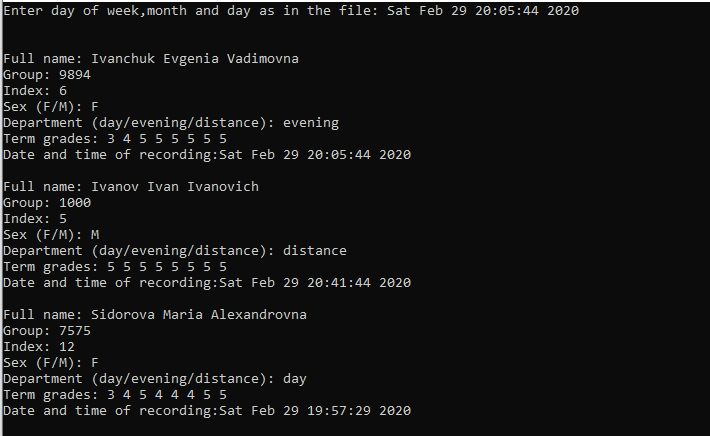 Enter day of week,month and day as in the file: Sat Feb 29 20:05:44 2020
Full name: Ivanchuk Evgenia Vadimovna
Group: 9894
Index: 6
Sex (F/M): F
Department (day/evening/distance): evening
Term grades: 3 4 5 5 5 5 5 5
Date and time of recording:Sat Feb 29 20:05:44 2020
Full name: Ivanov Ivan Ivanovich
Group: 1000
Index: 5
Sex (F/M): M
Department (day/evening/distance): distance
Term grades: 5 5 5 5 5 5 5 5
Date and time of recording:Sat Feb 29 20:41:44 2020
Full name: Sidorova Maria Alexandrovna
Group: 7575
Index: 12
Sex (F/M): F
Department (day/evening/distance): day
Term grades: 3 4 5 4 4 4 5 5
Date and time of recording:Sat Feb 29 19:57:29 2020